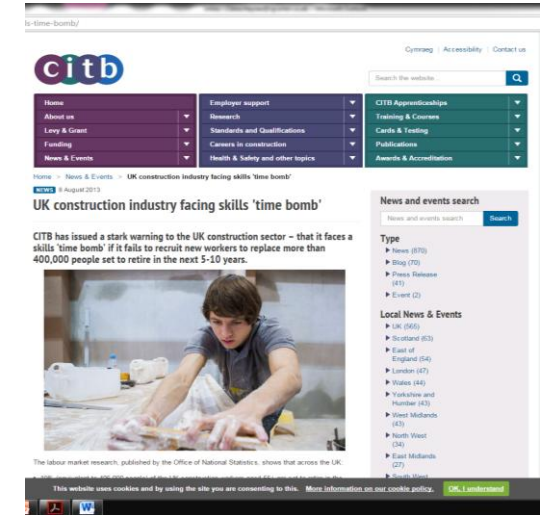 s-time-bomb/
Cymraeg | Accessibility | Contact us
citb
Search the website...
Home
About us
Levy & Grant
Funding
News & Events
Employer support
Research
Standards and Qualifications
Careers in construction
Health & Safety and other topics
CITB Apprenticeships
Training & Courses
Cards & Testing
Publications
Awards & Accreditation
Home > News & Events > UK construction industry facing skills 'time bomb'
NEWS 6 August 2013
UK construction industry facing skills 'time bomb'
CITB has issued a stark warning to the UK construction sector – that it faces a
skills 'time bomb' if it fails to recruit new workers to replace more than
400,000 people set to retire in the next 5-10 years.
The labour market research, published by the Office of National Statistics, shows that across the UK:
News and events search
News and events search Search
Type
News (570)
Blog (70)
Press Release
(41)
Event (2)
Local News & Events
UK (565)
Scotland (63)
East of
England (54)
London (47)
Wales (44)
Yorkshire and
Humber (43)
West Midlands
(43)
North West
(34)
East Midlands
(27)
South West
This website uses cookies and by using the site you are consenting to this. More information on our cookie policy. OK, I understand